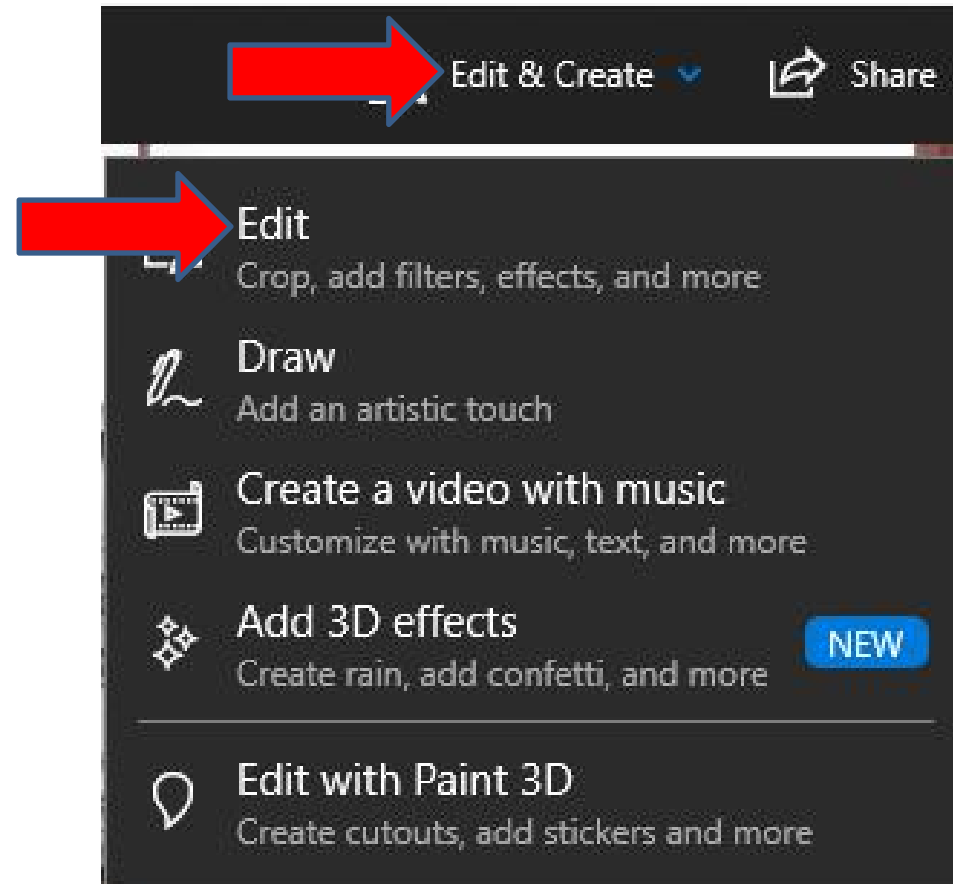 Edit & Create
Share
Edit
Crop, add filters, effects, and more
Draw
Add an artistic touch
Create a video with music
Customize with music, text, and more
Add 3D effects
NEW
Create rain, add confetti, and more
Edit with Paint 3D
Create cutouts, add stickers and more